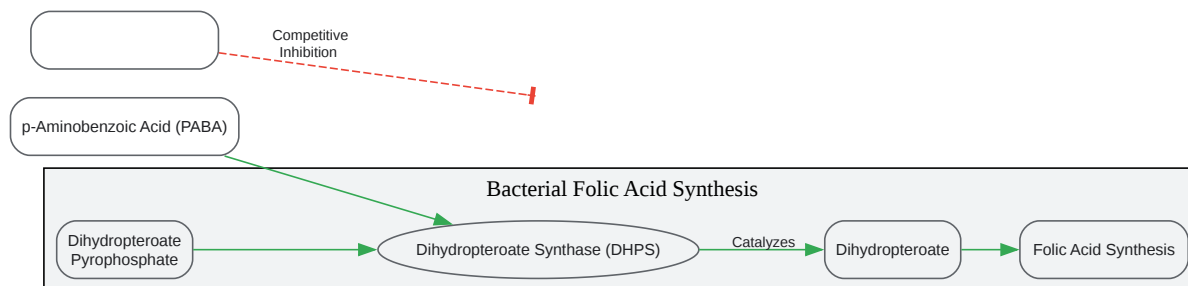 Competitive
Inhibition
p-Aminobenzoic Acid (PABA)
Bacterial Folic Acid Synthesis
Dihydropteroate
Pyrophosphate
Dihydropteroate Synthase (DHPS)
Catalyzes
Dihydropteroate
Folic Acid Synthesis